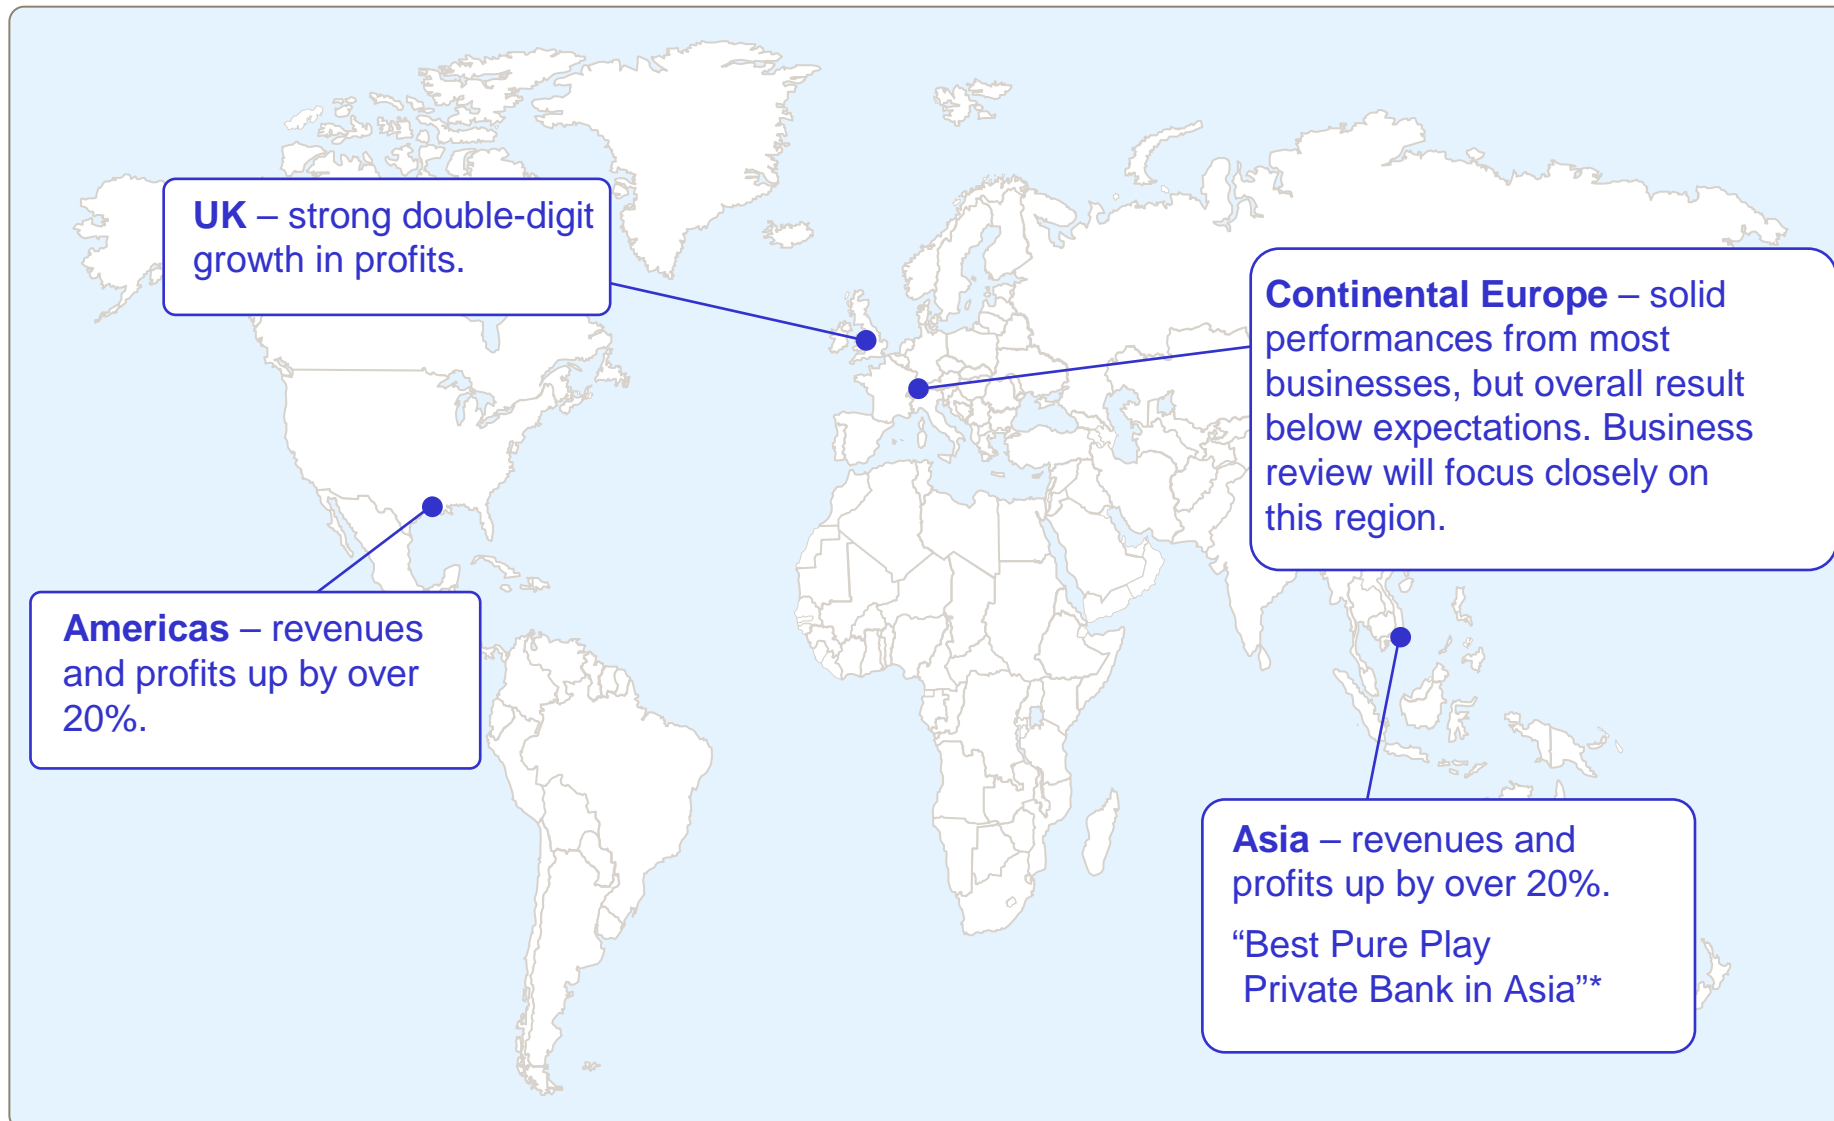 UK – strong double-digit
growth in profits.
Continental Europe – solid
performances from most
businesses, but overall result
below expectations. Business
review will focus closely on
this region.
Americas – revenues
and profits up by over
20%.
Asia – revenues and
profits up by over 20%.
“Best Pure Play
Private Bank in Asia”*